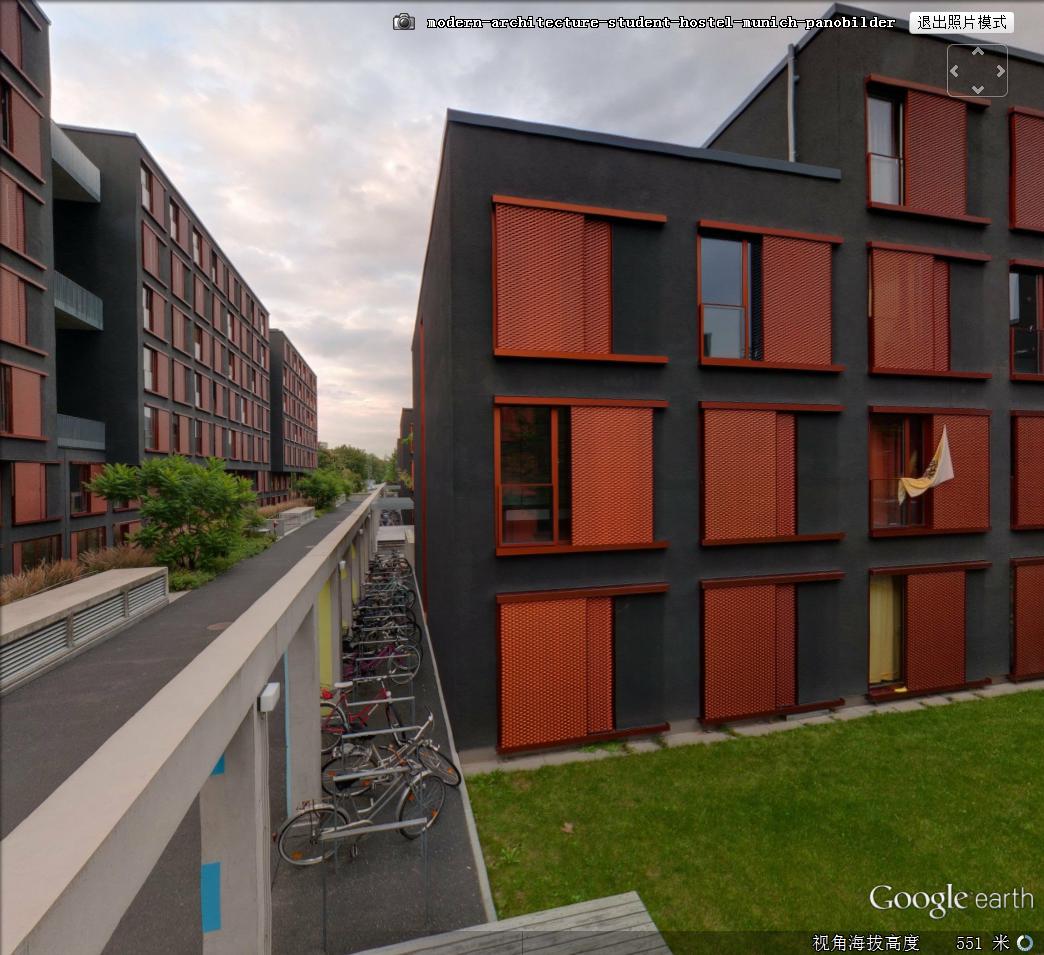 modern-architecture-student-hostel-munich-panobilder
退出照片模式
Google earth
视角海拔高度 551 米